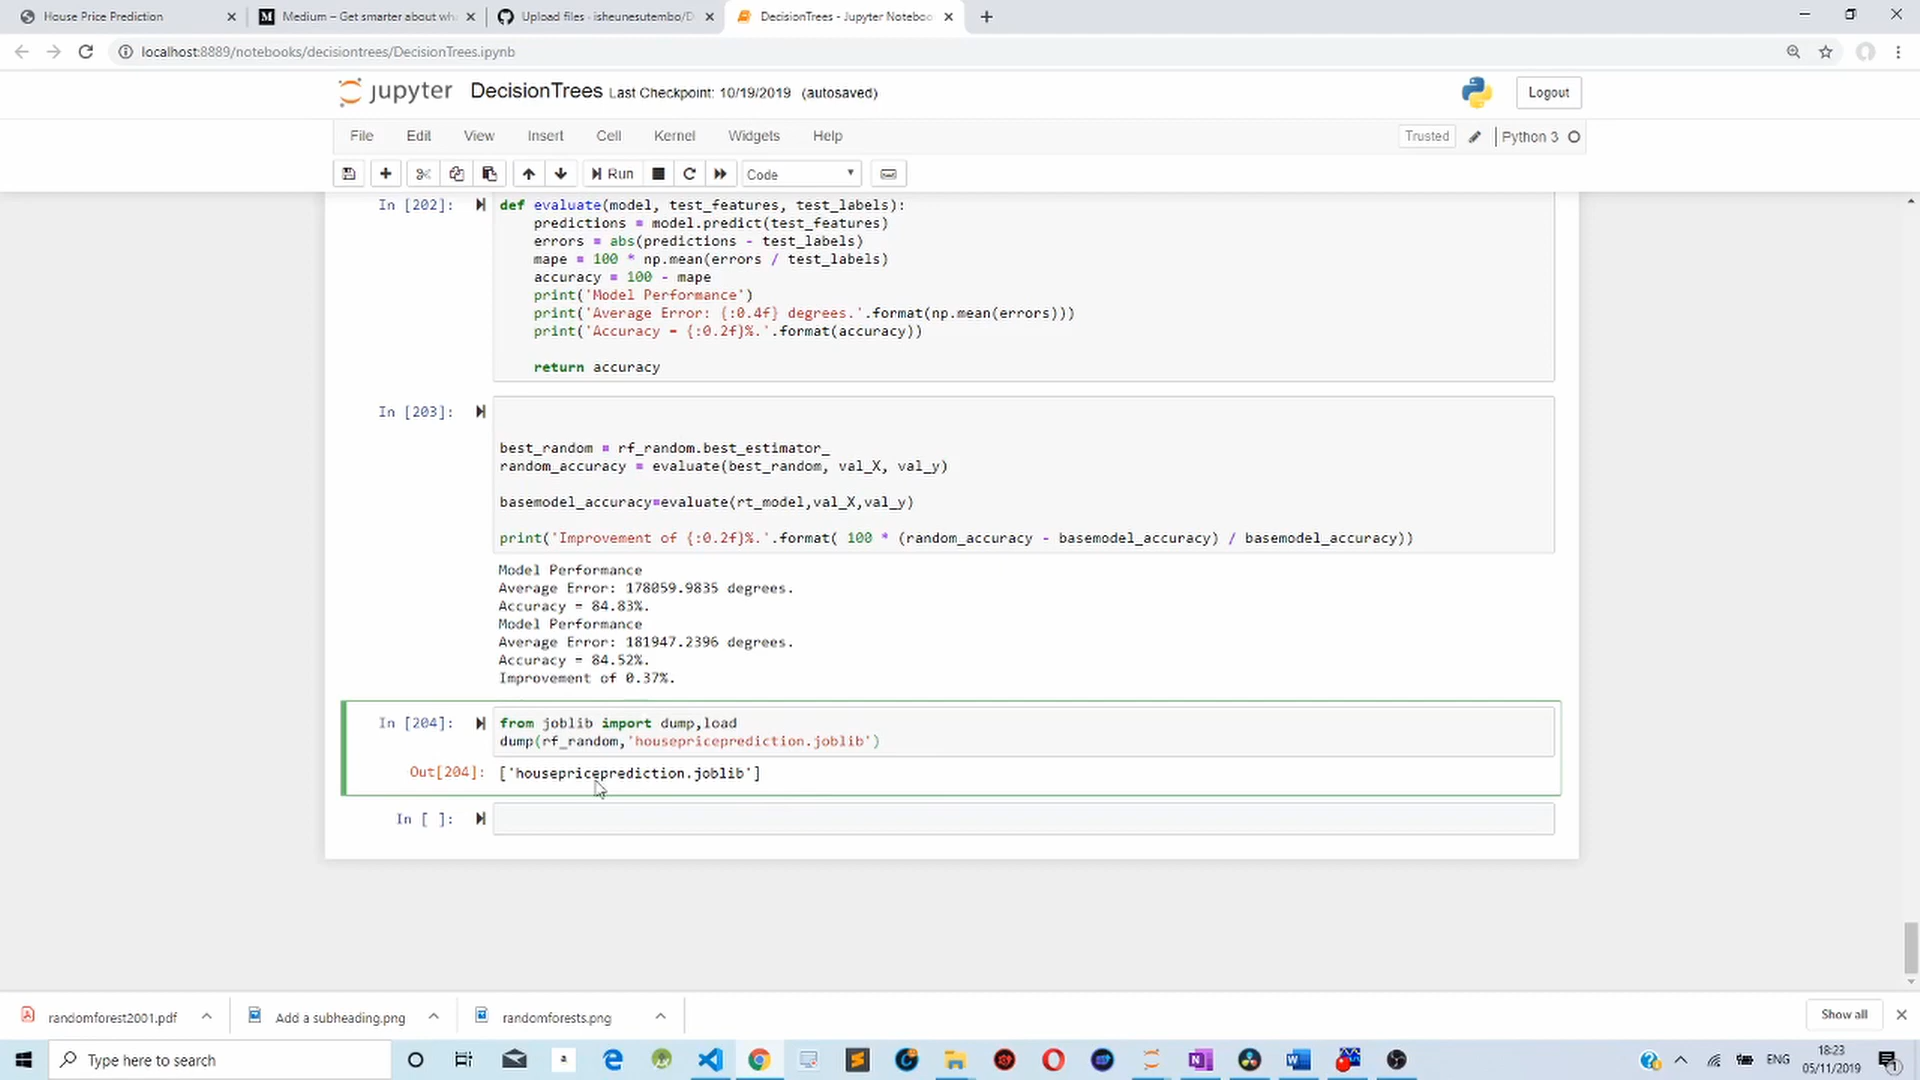 House Price Prediction
Medium – Get smarter about wha
Upload files · isheunesutembo/D
DecisionTrees - Jupyter Noteboo
localhost:8889/notebooks/decisiontrees/DecisionTrees.ipynb
jupyter DecisionTrees Last Checkpoint: 10/19/2019 (autosaved)
Logout
File Edit View Insert Cell Kernel Widgets Help
Trusted Python 3
Run Code
In [202]: def evaluate(model, test_features, test_labels):
predictions = model.predict(test_features)
errors = abs(predictions - test_labels)
mape = 100 * np.mean(errors / test_labels)
accuracy = 100 - mape
print('Model Performance')
print('Average Error: {:0.4f} degrees.'.format(np.mean(errors)))
print('Accuracy = {:0.2f}%.'.format(accuracy))
return accuracy
In [203]:
best_random = rf_random.best_estimator_
random_accuracy = evaluate(best_random, val_X, val_y)
basemodel_accuracy=evaluate(rt_model,val_X,val_y)
print('Improvement of {:0.2f}%.'.format( 100 * (random_accuracy - basemodel_accuracy) / basemodel_accuracy))
Model Performance
Average Error: 178059.9835 degrees.
Accuracy = 84.83%.
Model Performance
Average Error: 181947.2396 degrees.
Accuracy = 84.52%.
Improvement of 0.37%.
In [204]: from joblib import dump,load
dump(rf_random,'housepriceprediction.joblib')
Out[204]: ['housepriceprediction.joblib']
In [ ]:
randomforest2001.pdf
Add a subheading.png
randomforests.png
Show all
Type here to search
ENG
18:23
05/11/2019